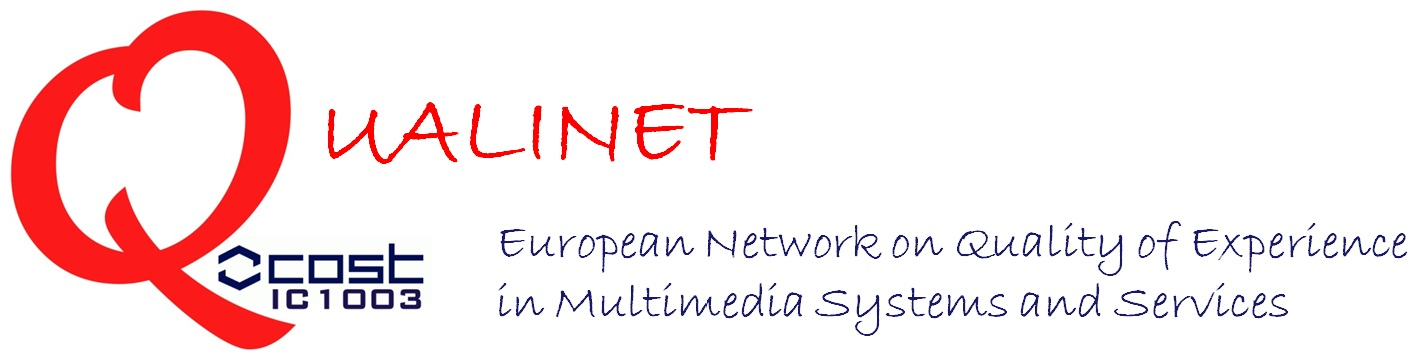 QUALINET
cost
IC1003
European Network on Quality of Experience
in Multimedia Systems and Services